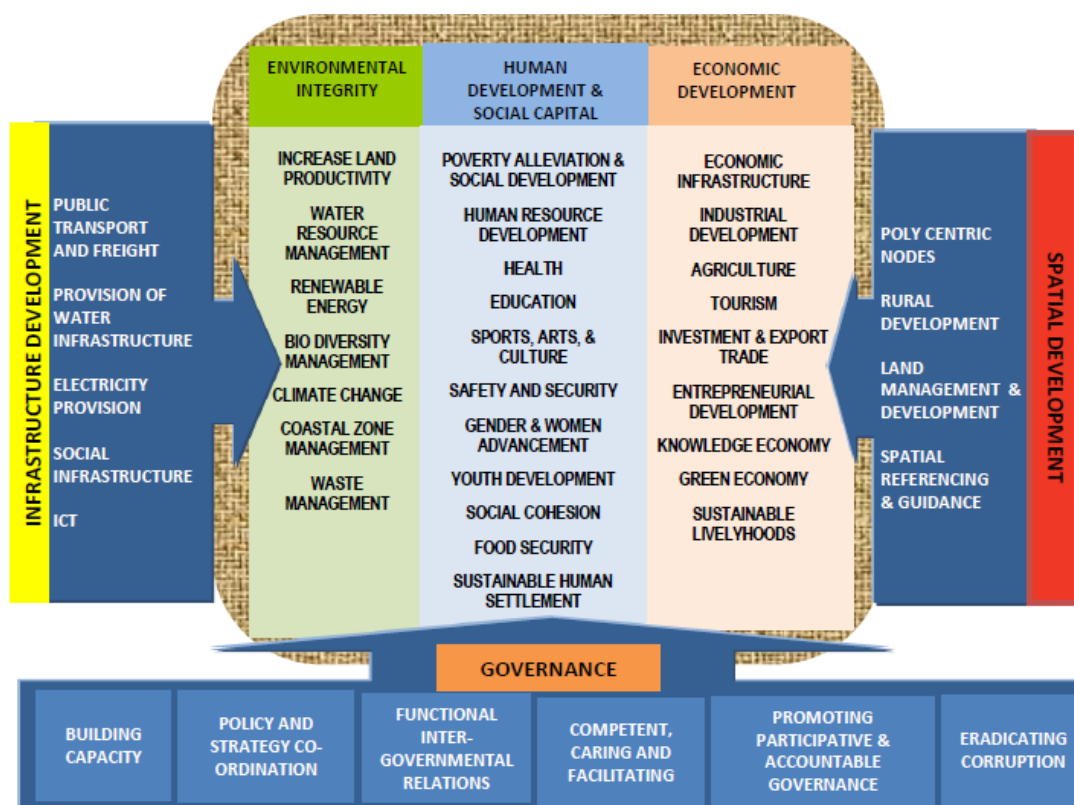 ENVIRONMENTAL
INTEGRITY
HUMAN
DEVELOPMENT &
SOCIAL CAPITAL
ECONOMIC
DEVELOPMENT
INFRASTRUCTURE DEVELOPMENT
PUBLIC
TRANSPORT
AND FREIGHT
PROVISION OF
WATER
INFRASTRUCTURE
ELECTRICITY
PROVISION
SOCIAL
INFRASTRUCTURE
ICT
INCREASE LAND
PRODUCTIVITY
WATER
RESOURCE
MANAGEMENT
RENEWABLE
ENERGY
BIO DIVERSITY
MANAGEMENT
CLIMATE CHANGE
COASTAL ZONE
MANAGEMENT
WASTE
MANAGEMENT
POVERTY ALLEVIATION &
SOCIAL DEVELOPMENT
HUMAN RESOURCE
DEVELOPMENT
HEALTH
EDUCATION
SPORTS, ARTS, &
CULTURE
SAFETY AND SECURITY
GENDER & WOMEN
ADVANCEMENT
YOUTH DEVELOPMENT
SOCIAL COHESION
FOOD SECURITY
SUSTAINABLE HUMAN
SETTLEMENT
ECONOMIC
INFRASTRUCTURE
INDUSTRIAL
DEVELOPMENT
AGRICULTURE
TOURISM
INVESTMENT & EXPORT
TRADE
ENTREPRENEURIAL
DEVELOPMENT
KNOWLEDGE ECONOMY
GREEN ECONOMY
SUSTAINABLE
LIVELYHOODS
POLY CENTRIC
NODES
RURAL
DEVELOPMENT
LAND
MANAGEMENT &
DEVELOPMENT
SPATIAL
REFERENCING
& GUIDANCE
SPATIAL DEVELOPMENT
GOVERNANCE
BUILDING
CAPACITY
POLICY AND
STRATEGY CO-
ORDINATION
FUNCTIONAL
INTER-
GOVERNMENTAL
RELATIONS
COMPETENT,
CARING AND
FACILITATING
PROMOTING
PARTICIPATIVE &
ACCOUNTABLE
GOVERNANCE
ERADICATING
CORRUPTION